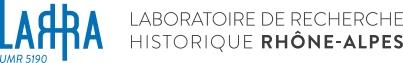 LARHRA
UMR 5190
LABORATOIRE DE RECHERCHE
HISTORIQUE RHÔNE-ALPES